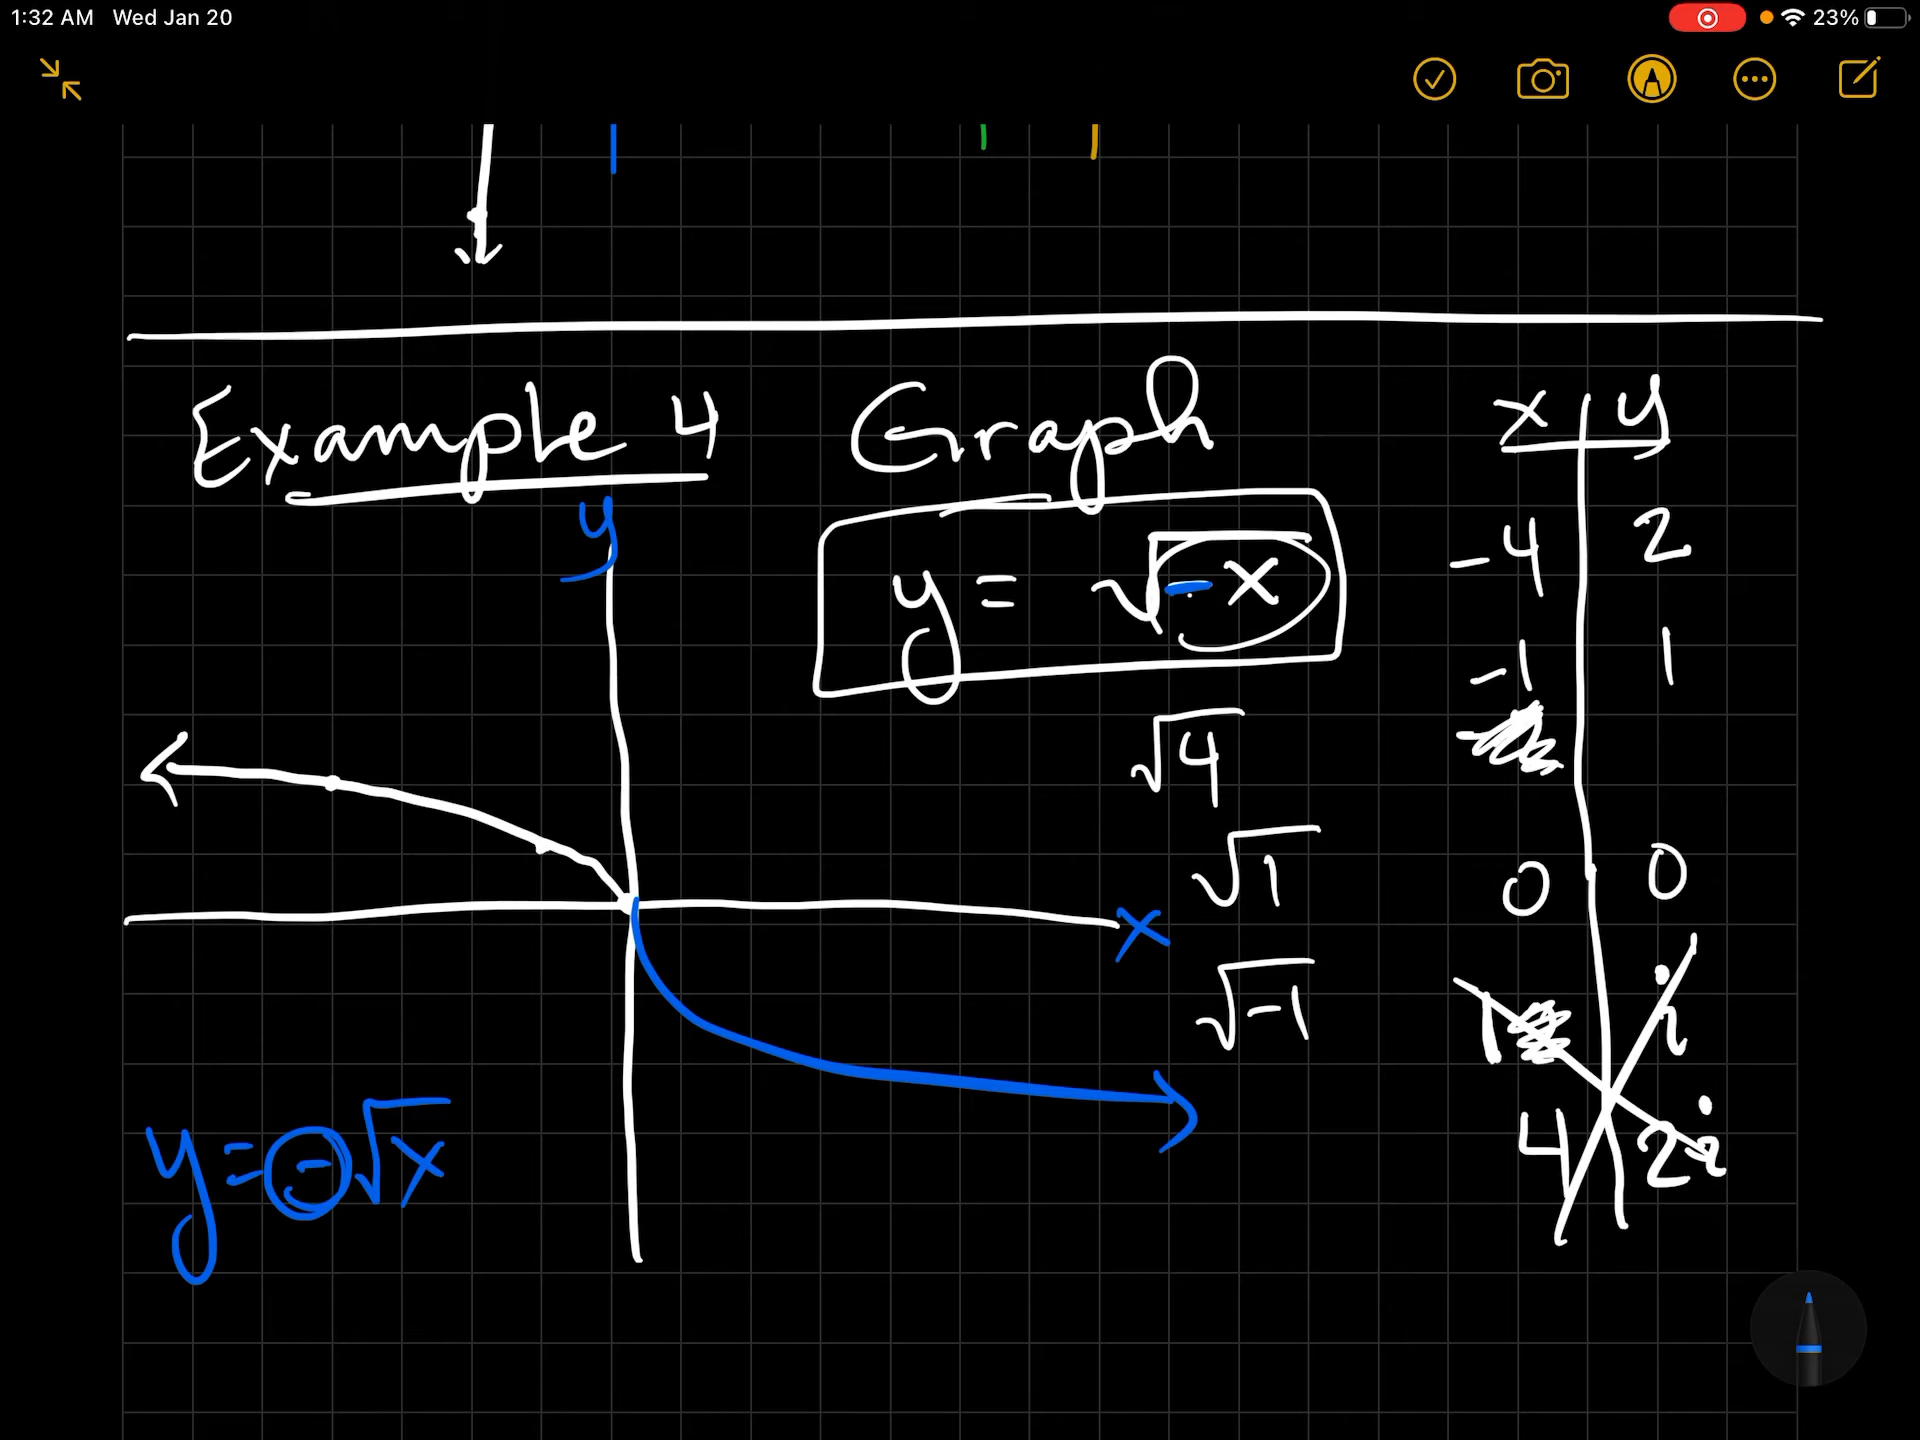 1:32 AM Wed Jan 20
23%
Example 4 Graph
x y
y
y = √-x
-4 2
-1 1
√4
√1
0 0
x
√-1
1 i
4 2i
y = -√x